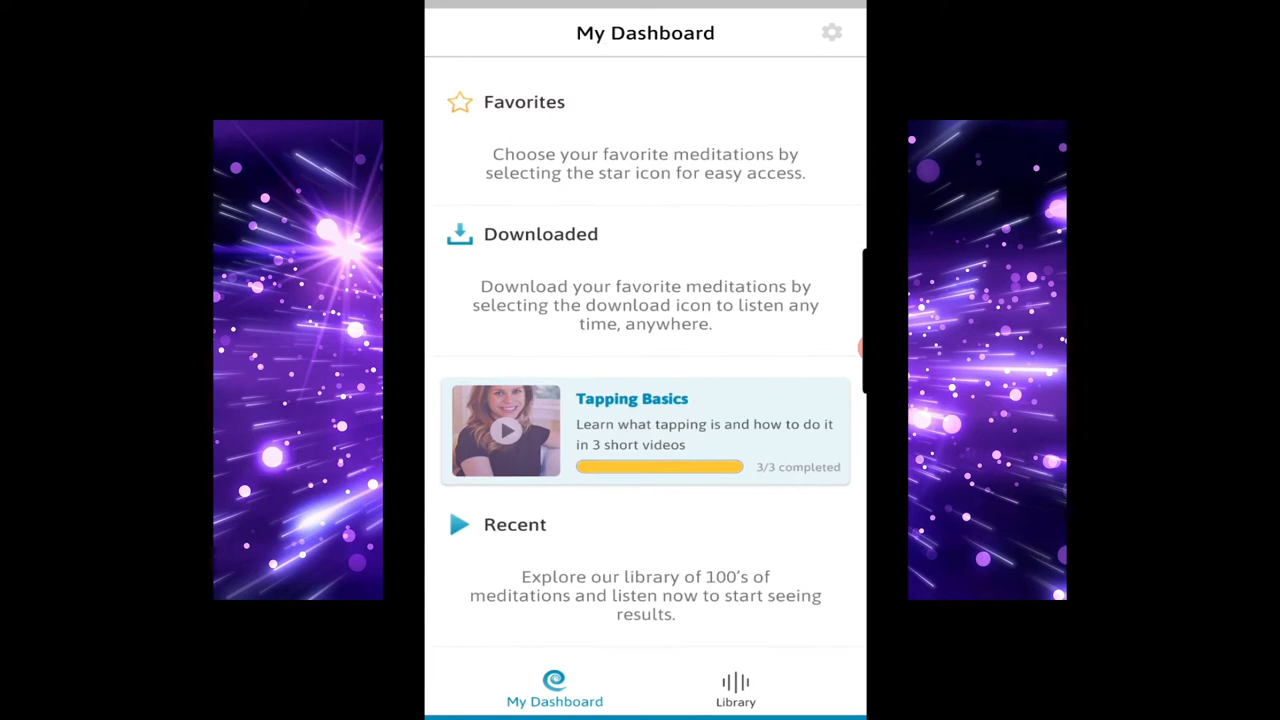 My Dashboard
Favorites
Choose your favorite meditations by
selecting the star icon for easy access.
Downloaded
Download your favorite meditations by
selecting the download icon to listen any
time, anywhere.
Tapping Basics
Learn what tapping is and how to do it
in 3 short videos
3/3 completed
Recent
Explore our library of 100's of
meditations and listen now to start seeing
results.
My Dashboard
Library